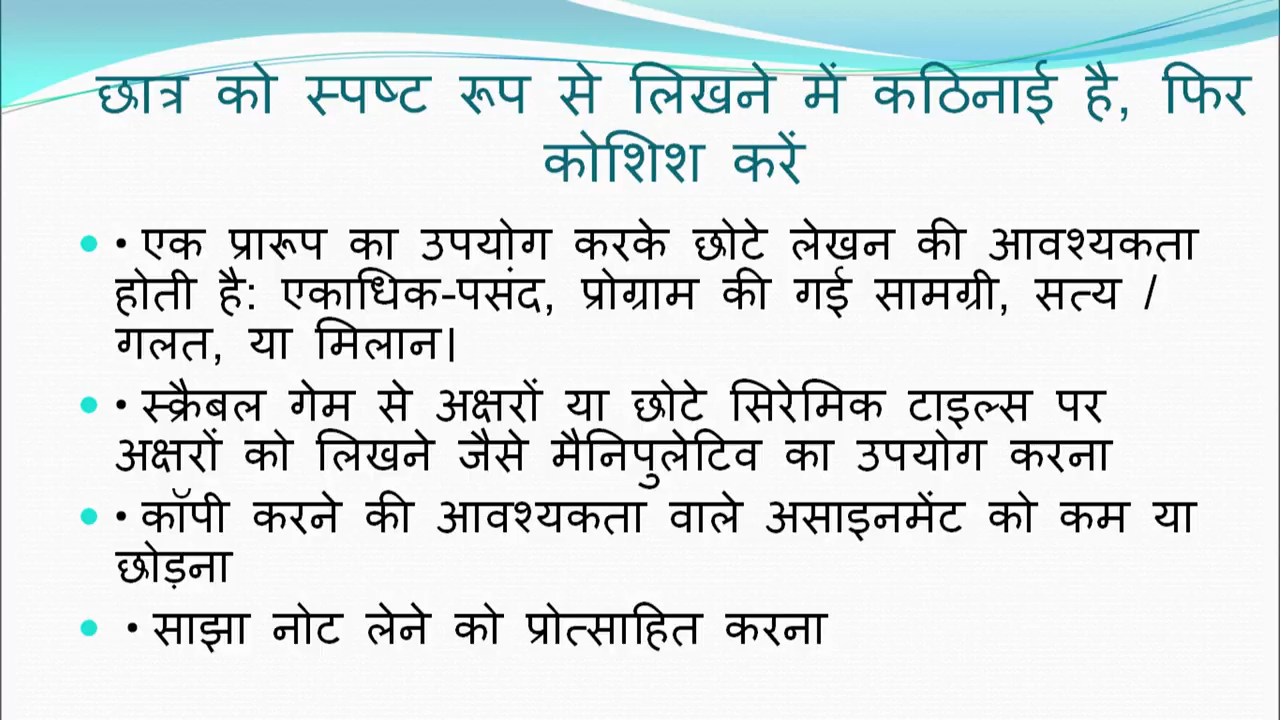 छात्र को स्पष्ट रूप से लिखने में कठिनाई है, फिर
कोशिश करें
• एक प्रारूप का उपयोग़ करके छोटे लेखन की आवश्यकता
होती है: एकाधिक-पसंद, प्रोग्राम की गई सामग्री, सत्य /
गलत, या मिलान।
• स्क्रैबल गेम से अक्षरों या छोटे सिरेमिक टाइल्स पर
अक्षरों को लिखने जैसे मैनिपुलेटिव का उपयोग करना
• कॉपी करने की आवश्यकता वाले असाइनमेंट को कम या
छोड़ना
• साझा नोट लेने को प्रोत्साहित करना